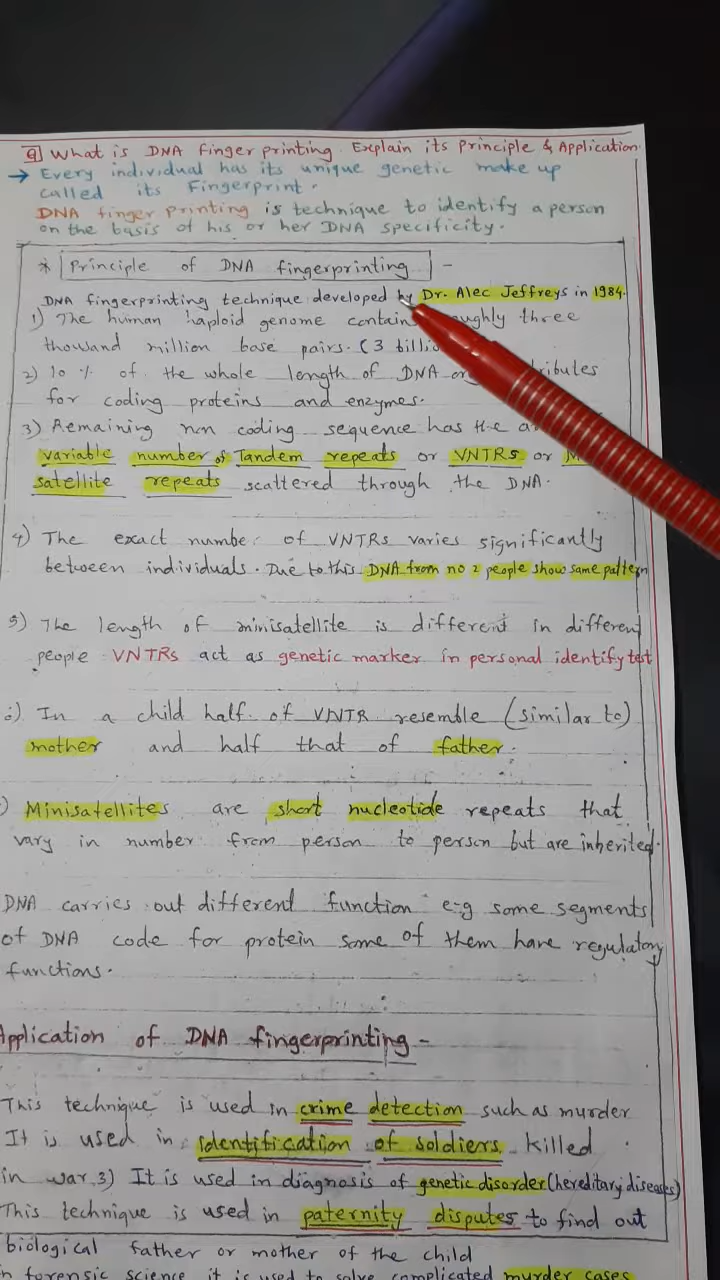 Q What is DNA finger printing. Explain its Principle & Application.
→ Every individual has its unique genetic make up
called its Fingerprint.
DNA finger printing is technique to identify a person
on the basis of his or her DNA specificity.
* Principle of DNA fingerprinting -
DNA fingerprinting technique developed by Dr. Alec Jeffreys in 1984.
1) The human haploid genome contain roughly three
thousand million base pairs. (3
2) 10 % of the whole length of DNA
for coding proteins and enzymes.
3) Remaining non coding sequence has the
variable number of Tandem repeats or VNTRs or
satellite repeats scattered through the DNA.
4) The exact number of VNTRs varies significantly
between individuals. Due to this DNA from no 2 people show same pattern
5) The length of minisatellite is different in different
people VNTRs act as genetic marker in personal identify test
) In a child half of VNTR resemble (similar to)
mother and half that of father.
) Minisatellites are short nucleotide repeats that
vary in number from person to person but are inherited.
DNA carries out different function e-g some segments
of DNA code for protein some of them have regulatory
functions.
Application of DNA fingerprinting -
This technique is used in crime detection such as murder
It is used in identification of soldiers killed
in war. 3) It is used in diagnosis of genetic disorder (hereditary diseases)
This technique is used in paternity disputes to find out
biological father or mother of the child
forensic science it is used to solve complicated murder cases